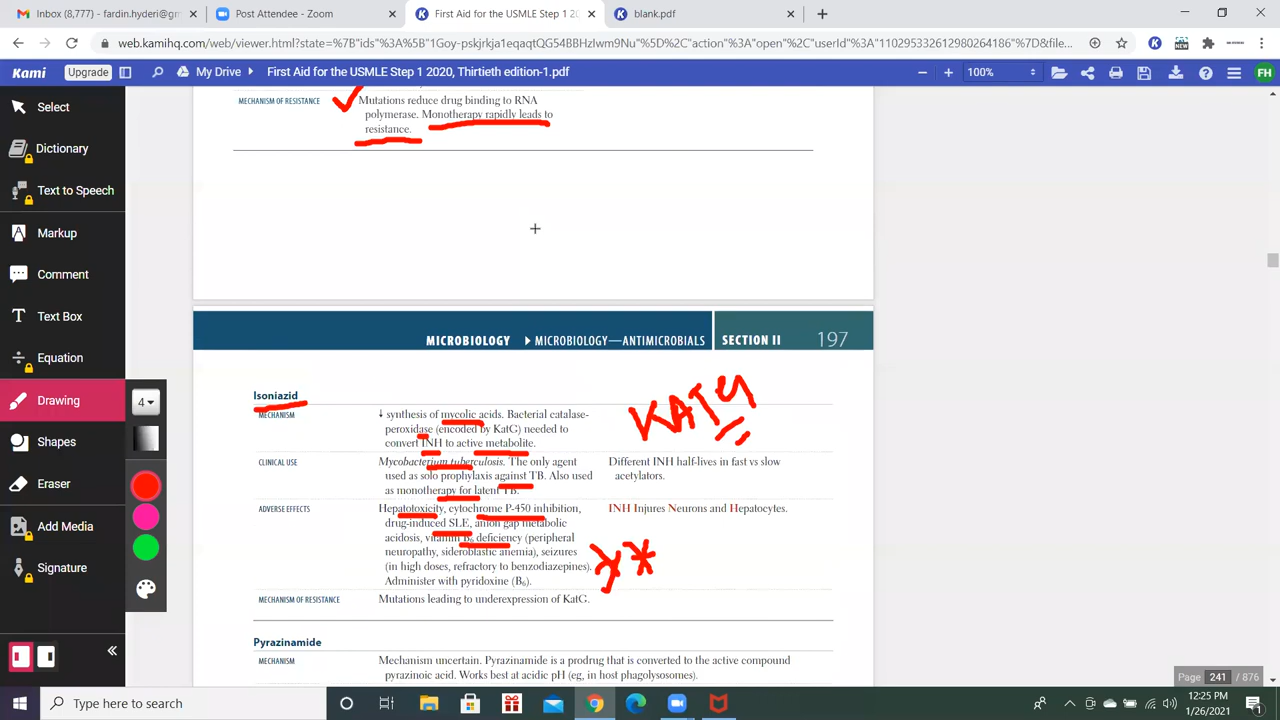 Inbox (8,777) - fardin.hyderi@gm
Post Attendee - Zoom
First Aid for the USMLE Step 1 20
blank.pdf
web.kamihq.com/web/viewer.html?state=%7B"ids"%3A%5B"1Goy-pskjrkja1eqaqtQG54BBHzlwm9Nu"%5D%2C"action"%3A"open"%2C"userId"%3A"110295332612980264186"%7D&file...
Kami
Upgrade
My Drive
First Aid for the USMLE Step 1 2020, Thirtieth edition-1.pdf
100%
FH
Select
Dictionary
Text to Speech
Markup
Comment
Text Box
Equation
Drawing
Shapes
Eraser
Add Media
Signature
4
MECHANISM OF RESISTANCE
Mutations reduce drug binding to RNA
polymerase. Monotherapy rapidly leads to
resistance.
MICROBIOLOGY MICROBIOLOGY—ANTIMICROBIALS SECTION II 197
Isoniazid
KATG
MECHANISM
↓ synthesis of mycolic acids. Bacterial catalase-
peroxidase (encoded by KatG) needed to
convert INH to active metabolite.
CLINICAL USE
Mycobacterium tuberculosis. The only agent
used as solo prophylaxis against TB. Also used
as monotherapy for latent TB.
Different INH half-lives in fast vs slow
acetylators.
ADVERSE EFFECTS
Hepatotoxicity, cytochrome P-450 inhibition,
drug-induced SLE, anion gap metabolic
acidosis, vitamin B6 deficiency (peripheral
neuropathy, sideroblastic anemia), seizures
(in high doses, refractory to benzodiazepines).
Administer with pyridoxine (B6).
INH Injures Neurons and Hepatocytes.
MECHANISM OF RESISTANCE
Mutations leading to underexpression of KatG.
Pyrazinamide
MECHANISM
Mechanism uncertain. Pyrazinamide is a prodrug that is converted to the active compound
pyrazinoic acid. Works best at acidic pH (eg, in host phagolysosomes).
Page 241 / 876
Type here to search
12:25 PM
1/26/2021